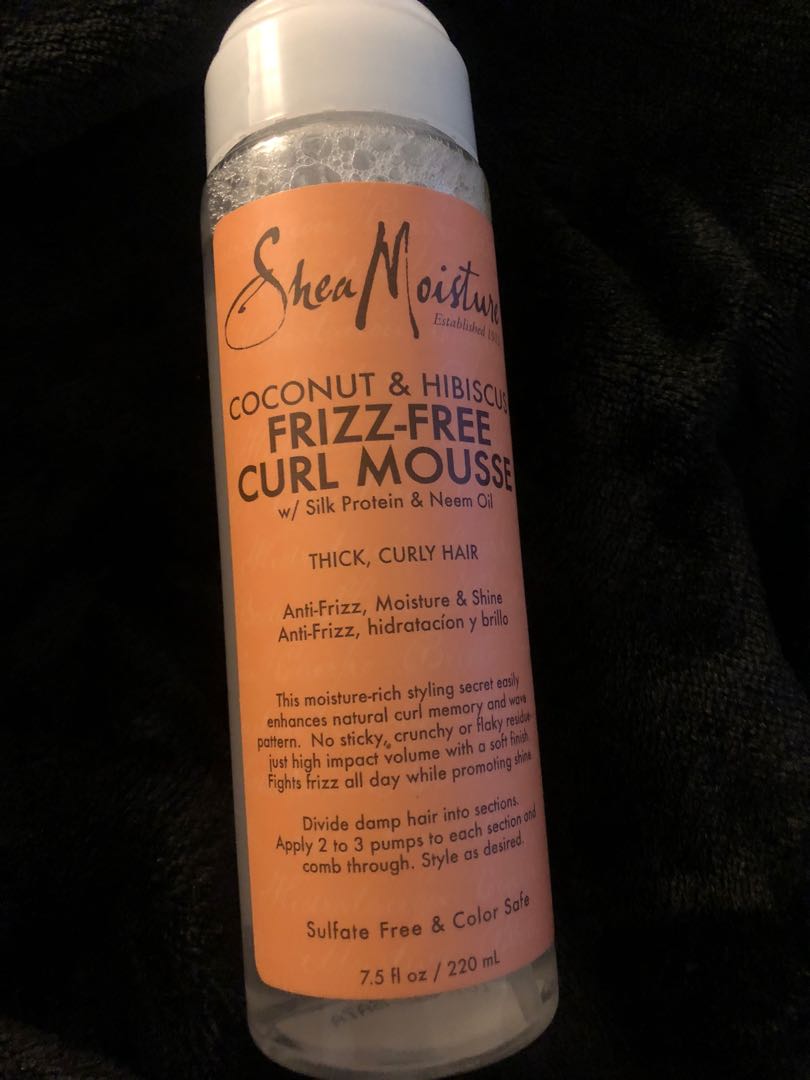 SheaMoisture
Established
COCONUT & HIBISCUS
FRIZZ-FREE
CURL MOUSSE
w/ Silk Protein & Neem Oil
THICK, CURLY HAIR
Anti-Frizz, Moisture & Shine
Anti-Frizz, hidratacíon y brillo
This moisture-rich styling secret easily
enhances natural curl memory and wave
pattern. No sticky, crunchy or flaky residue-
just high impact volume with a soft finish.
Fights frizz all day while promoting shine.
Divide damp hair into sections.
Apply 2 to 3 pumps to each section and
comb through. Style as desired.
Sulfate Free & Color Safe
7.5 fl oz / 220 mL